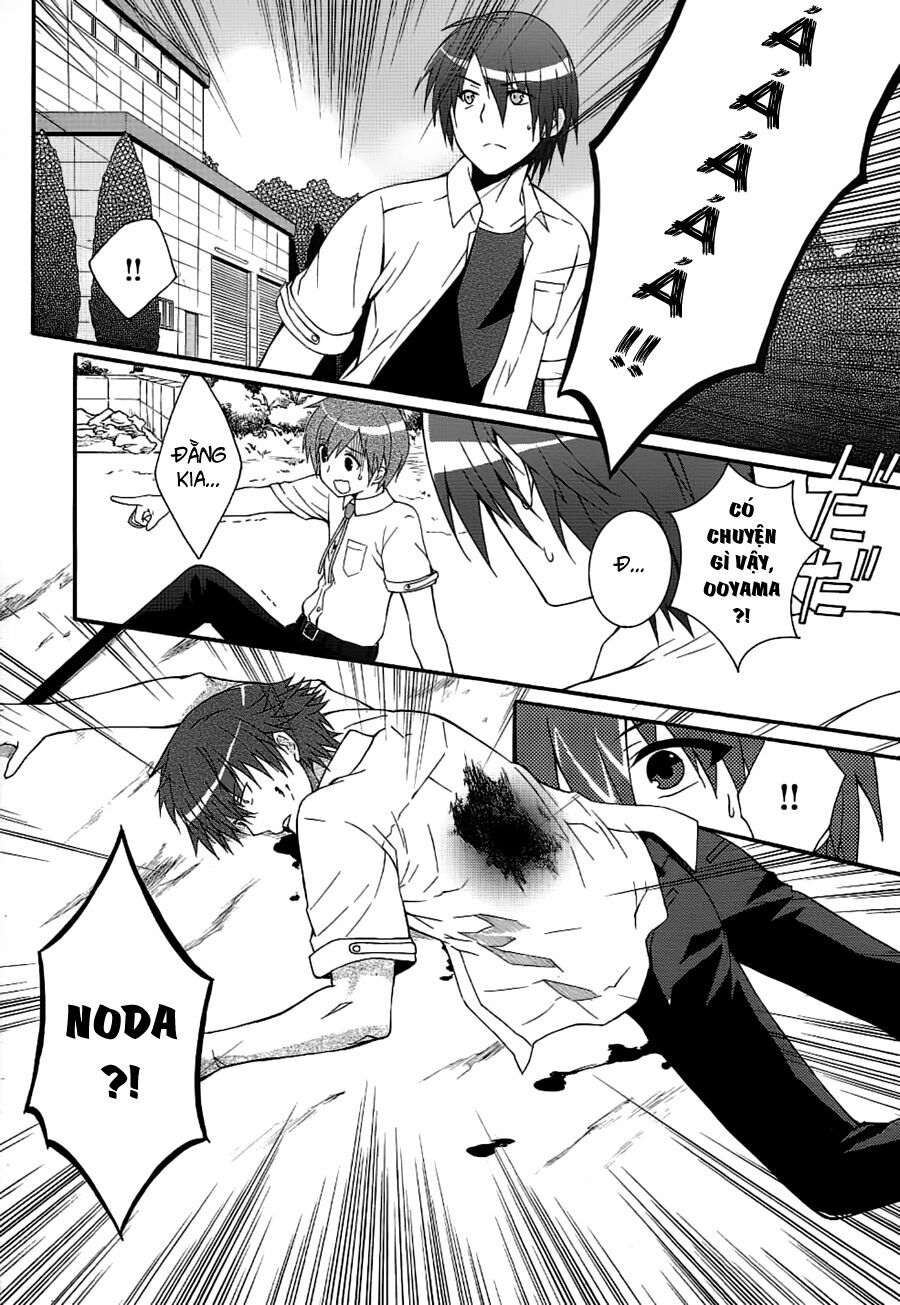 Á Á Á Á Á Á!!
!!
CÓ
CHUYỆN
GÌ VẬY,
OOYAMA
?!
Đ...
ĐẰNG
KIA...
!!
NODA
?!